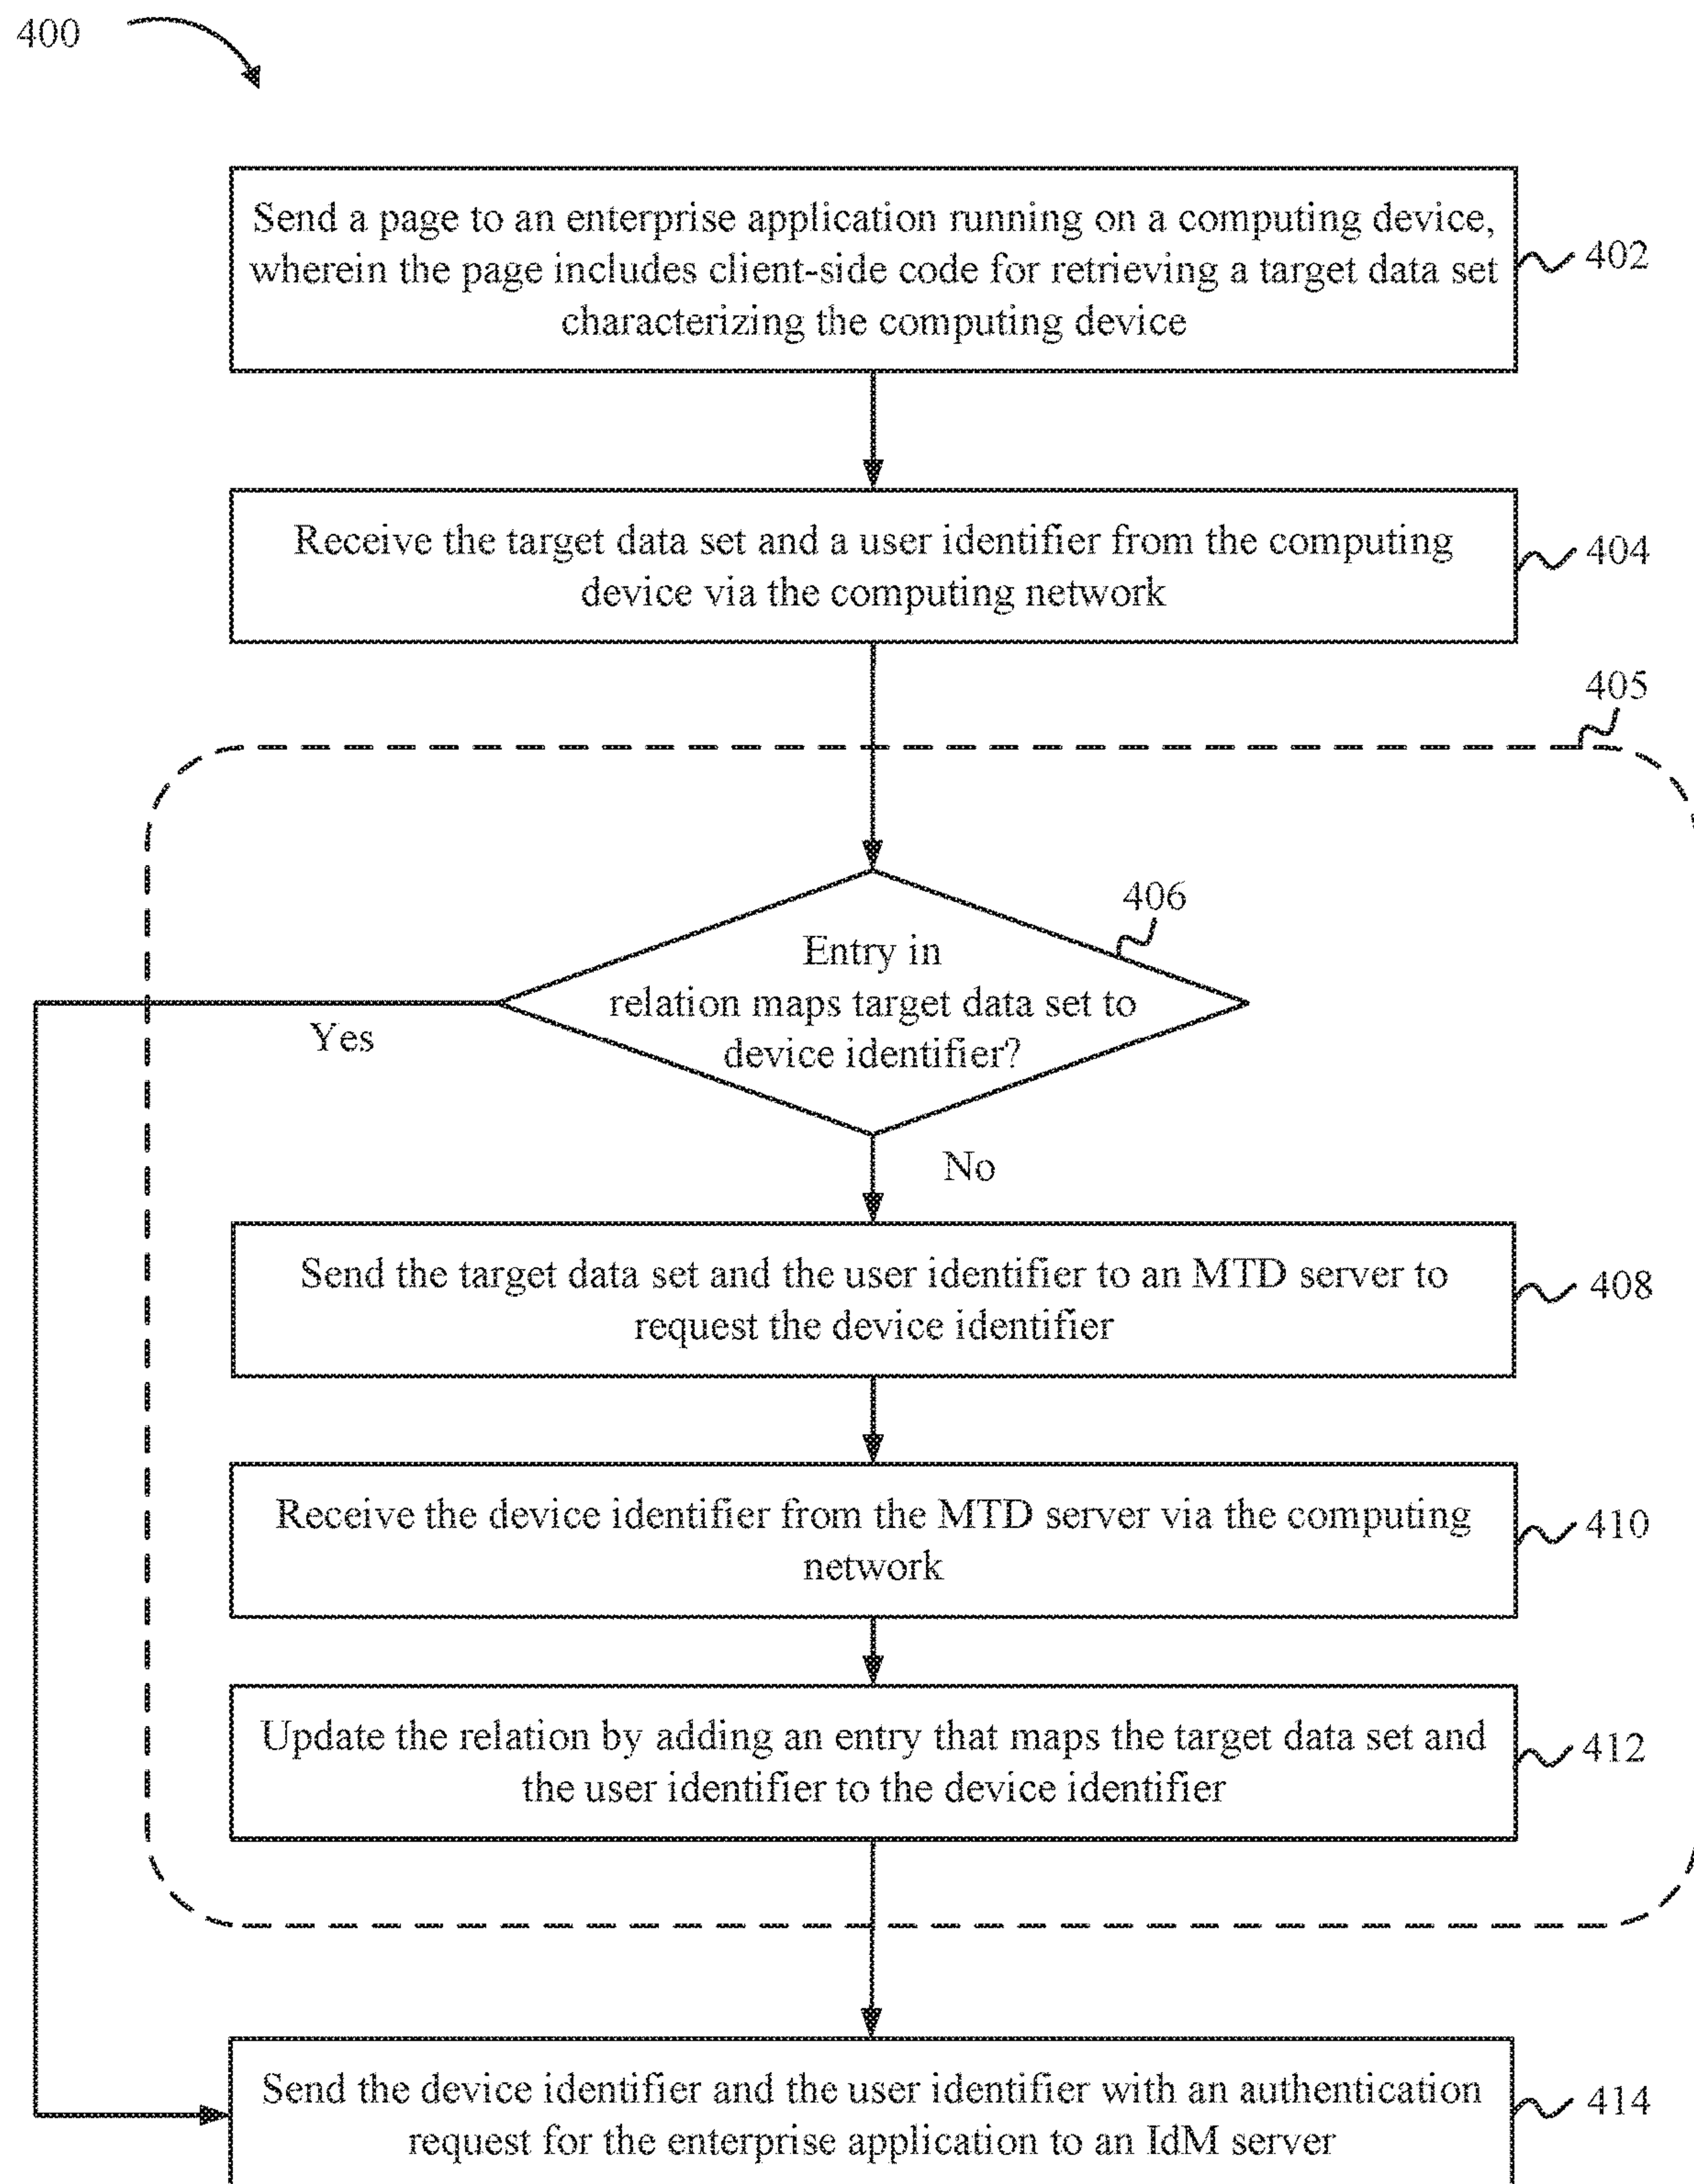 400
Send a page to an enterprise application running on a computing device,
wherein the page includes client-side code for retrieving a target data set
characterizing the computing device
402
Receive the target data set and a user identifier from the computing
device via the computing network
404
405
406
Entry in
relation maps target data set to
device identifier?
Yes
No
Send the target data set and the user identifier to an MTD server to
request the device identifier
408
Receive the device identifier from the MTD server via the computing
network
410
Update the relation by adding an entry that maps the target data set and
the user identifier to the device identifier
412
Send the device identifier and the user identifier with an authentication
request for the enterprise application to an IdM server
414